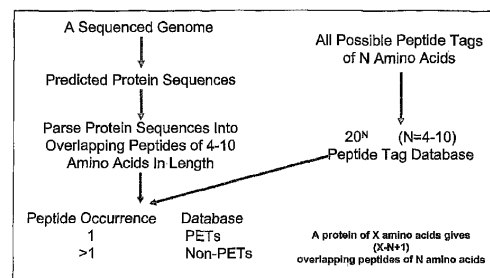 A Sequenced Genome
Predicted Protein Sequences
Parse Protein Sequences Into
Overlapping Peptides of 4-10
Amino Acids In Length
All Possible Peptide Tags
of N Amino Acids
20ᴺ (N=4-10)
Peptide Tag Database
Peptide Occurrence Database
1 PETs
>1 Non-PETs
A protein of X amino acids gives
(X-N+1)
overlapping peptides of N amino acids